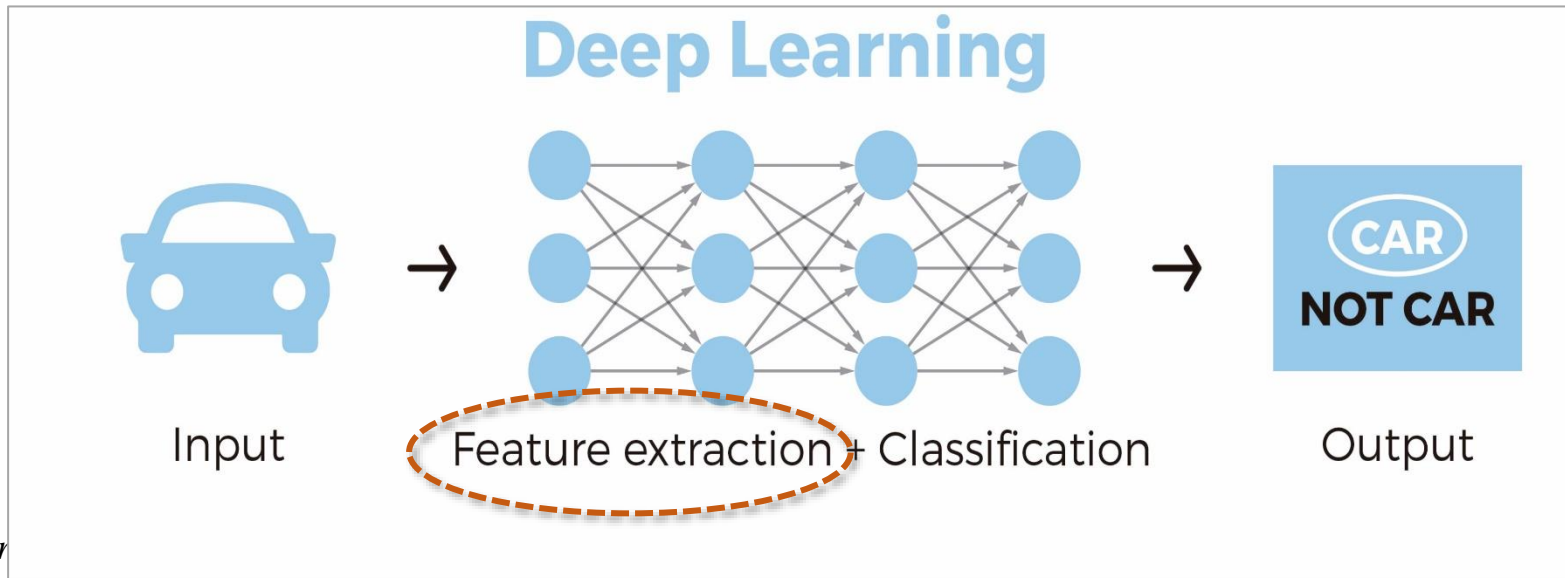 Deep Learning
CAR
NOT CAR
Input
Feature extraction + Classification
Output